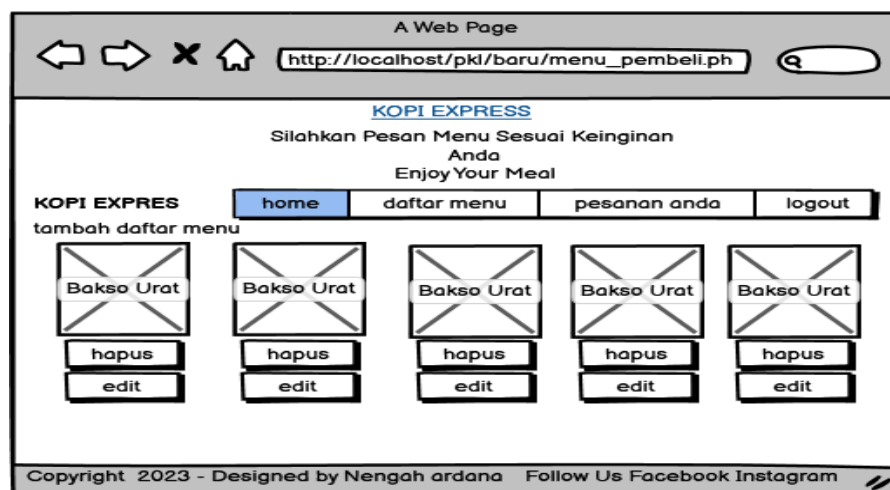 A Web Page
http://localhost/pkl/baru/menu_pembeli.ph
KOPI EXPRESS
Silahkan Pesan Menu Sesuai Keinginan
Anda
Enjoy Your Meal
KOPI EXPRES home daftar menu pesanan anda logout
tambah daftar menu
Bakso Urat Bakso Urat Bakso Urat Bakso Urat Bakso Urat
hapus hapus hapus hapus hapus
edit edit edit edit edit
Copyright 2023 - Designed by Nengah ardana Follow Us Facebook Instagram